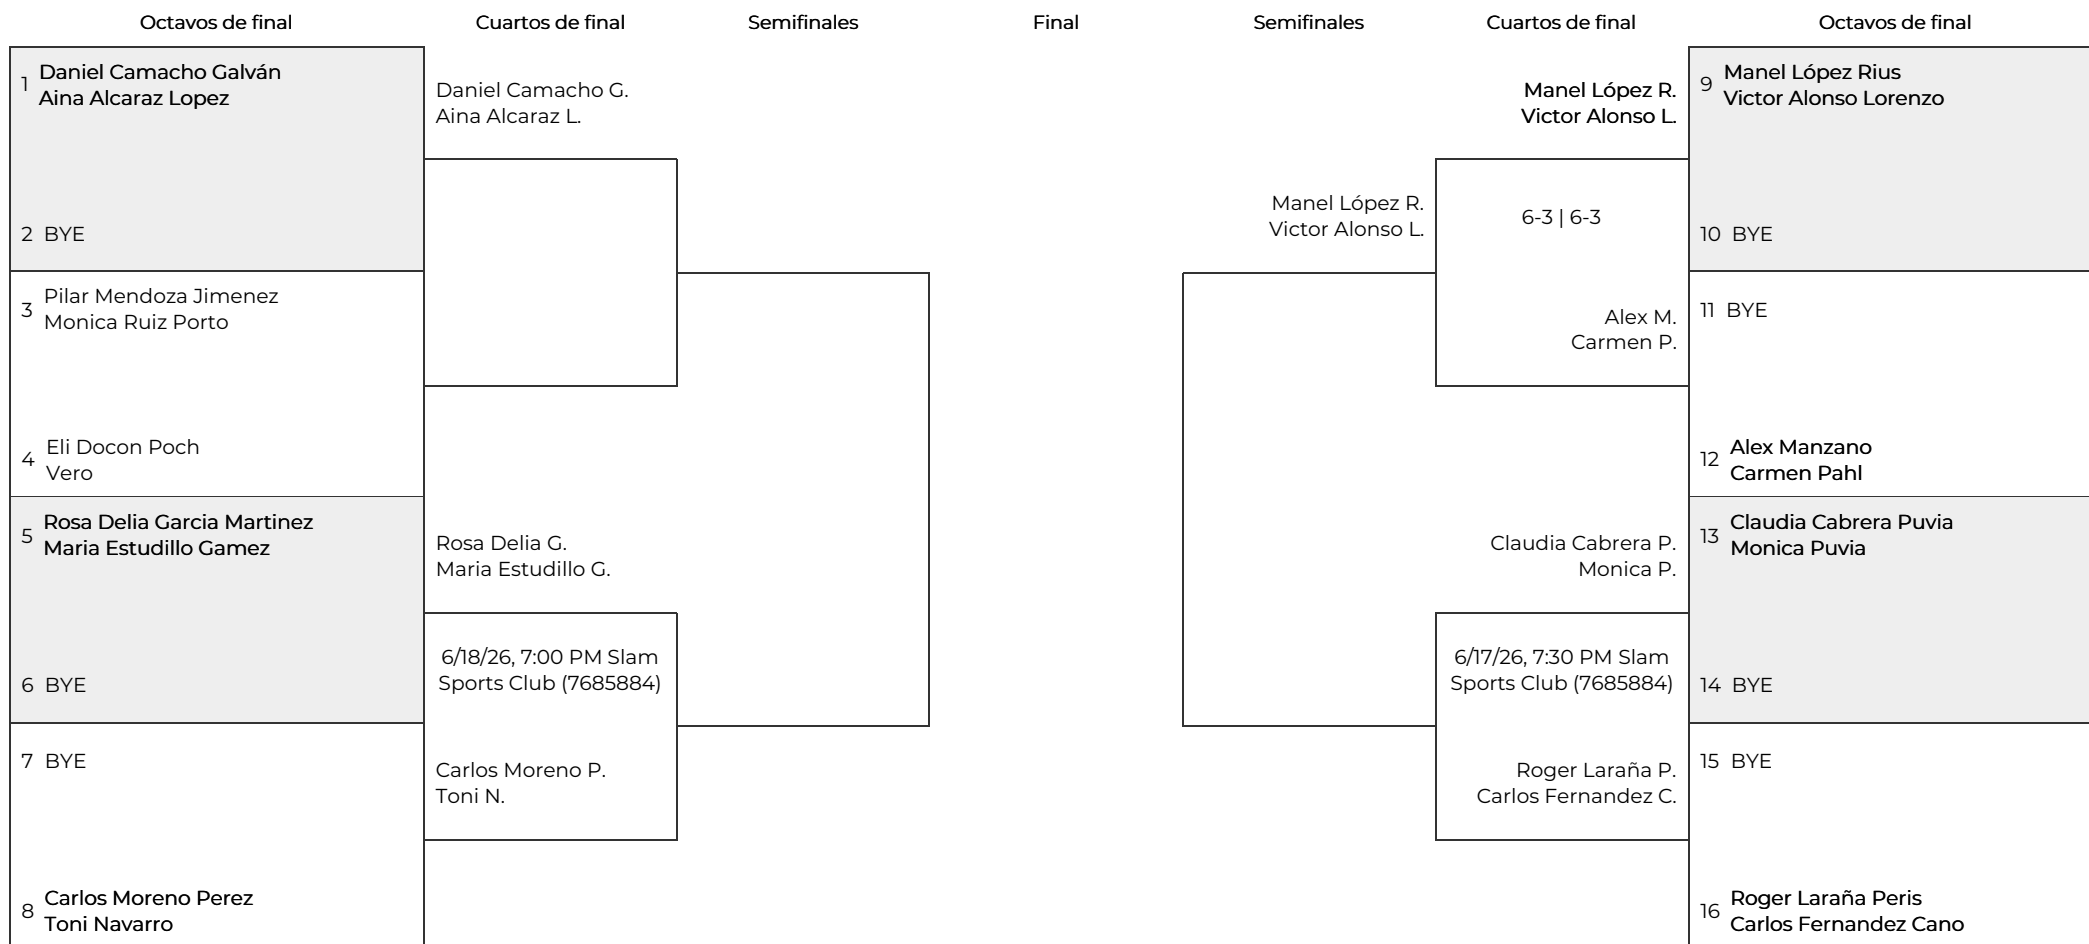 Octavos de final
Cuartos de final
Semifinales
Final
Semifinales
Cuartos de final
Octavos de final
1
Daniel Camacho Galván
Aina Alcaraz Lopez
2 BYE
3
Pilar Mendoza Jimenez
Monica Ruiz Porto
4
Eli Docon Poch
Vero
5
Rosa Delia Garcia Martinez
Maria Estudillo Gamez
6 BYE
7 BYE
8
Carlos Moreno Perez
Toni Navarro
Daniel Camacho G.
Aina Alcaraz L.
Rosa Delia G.
Maria Estudillo G.
6/18/26, 7:00 PM Slam
Sports Club (7685884)
Carlos Moreno P.
Toni N.
Manel López R.
Victor Alonso L.
Manel López R.
Victor Alonso L.
6-3 | 6-3
Alex M.
Carmen P.
Claudia Cabrera P.
Monica P.
6/17/26, 7:30 PM Slam
Sports Club (7685884)
Roger Laraña P.
Carlos Fernandez C.
9
Manel López Rius
Victor Alonso Lorenzo
10 BYE
11 BYE
12
Alex Manzano
Carmen Pahl
13
Claudia Cabrera Puvia
Monica Puvia
14 BYE
15 BYE
16
Roger Laraña Peris
Carlos Fernandez Cano